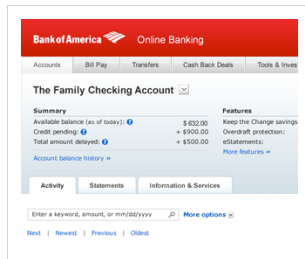 Bank of America Online Banking
Accounts Bill Pay Transfers Cash Back Deals Tools & Inves
The Family Checking Account
Summary Features
Available balance (as of today): $ 632.00 Keep the Change savings
Credit pending: + $900.00 Overdraft protection:
Total amount delayed: + $500.00 eStatements:
More features »
Account balance history »
Activity Statements Information & Services
Enter a keyword, amount, or mm/dd/yyyy More options
Next | Newest | Previous | Oldest